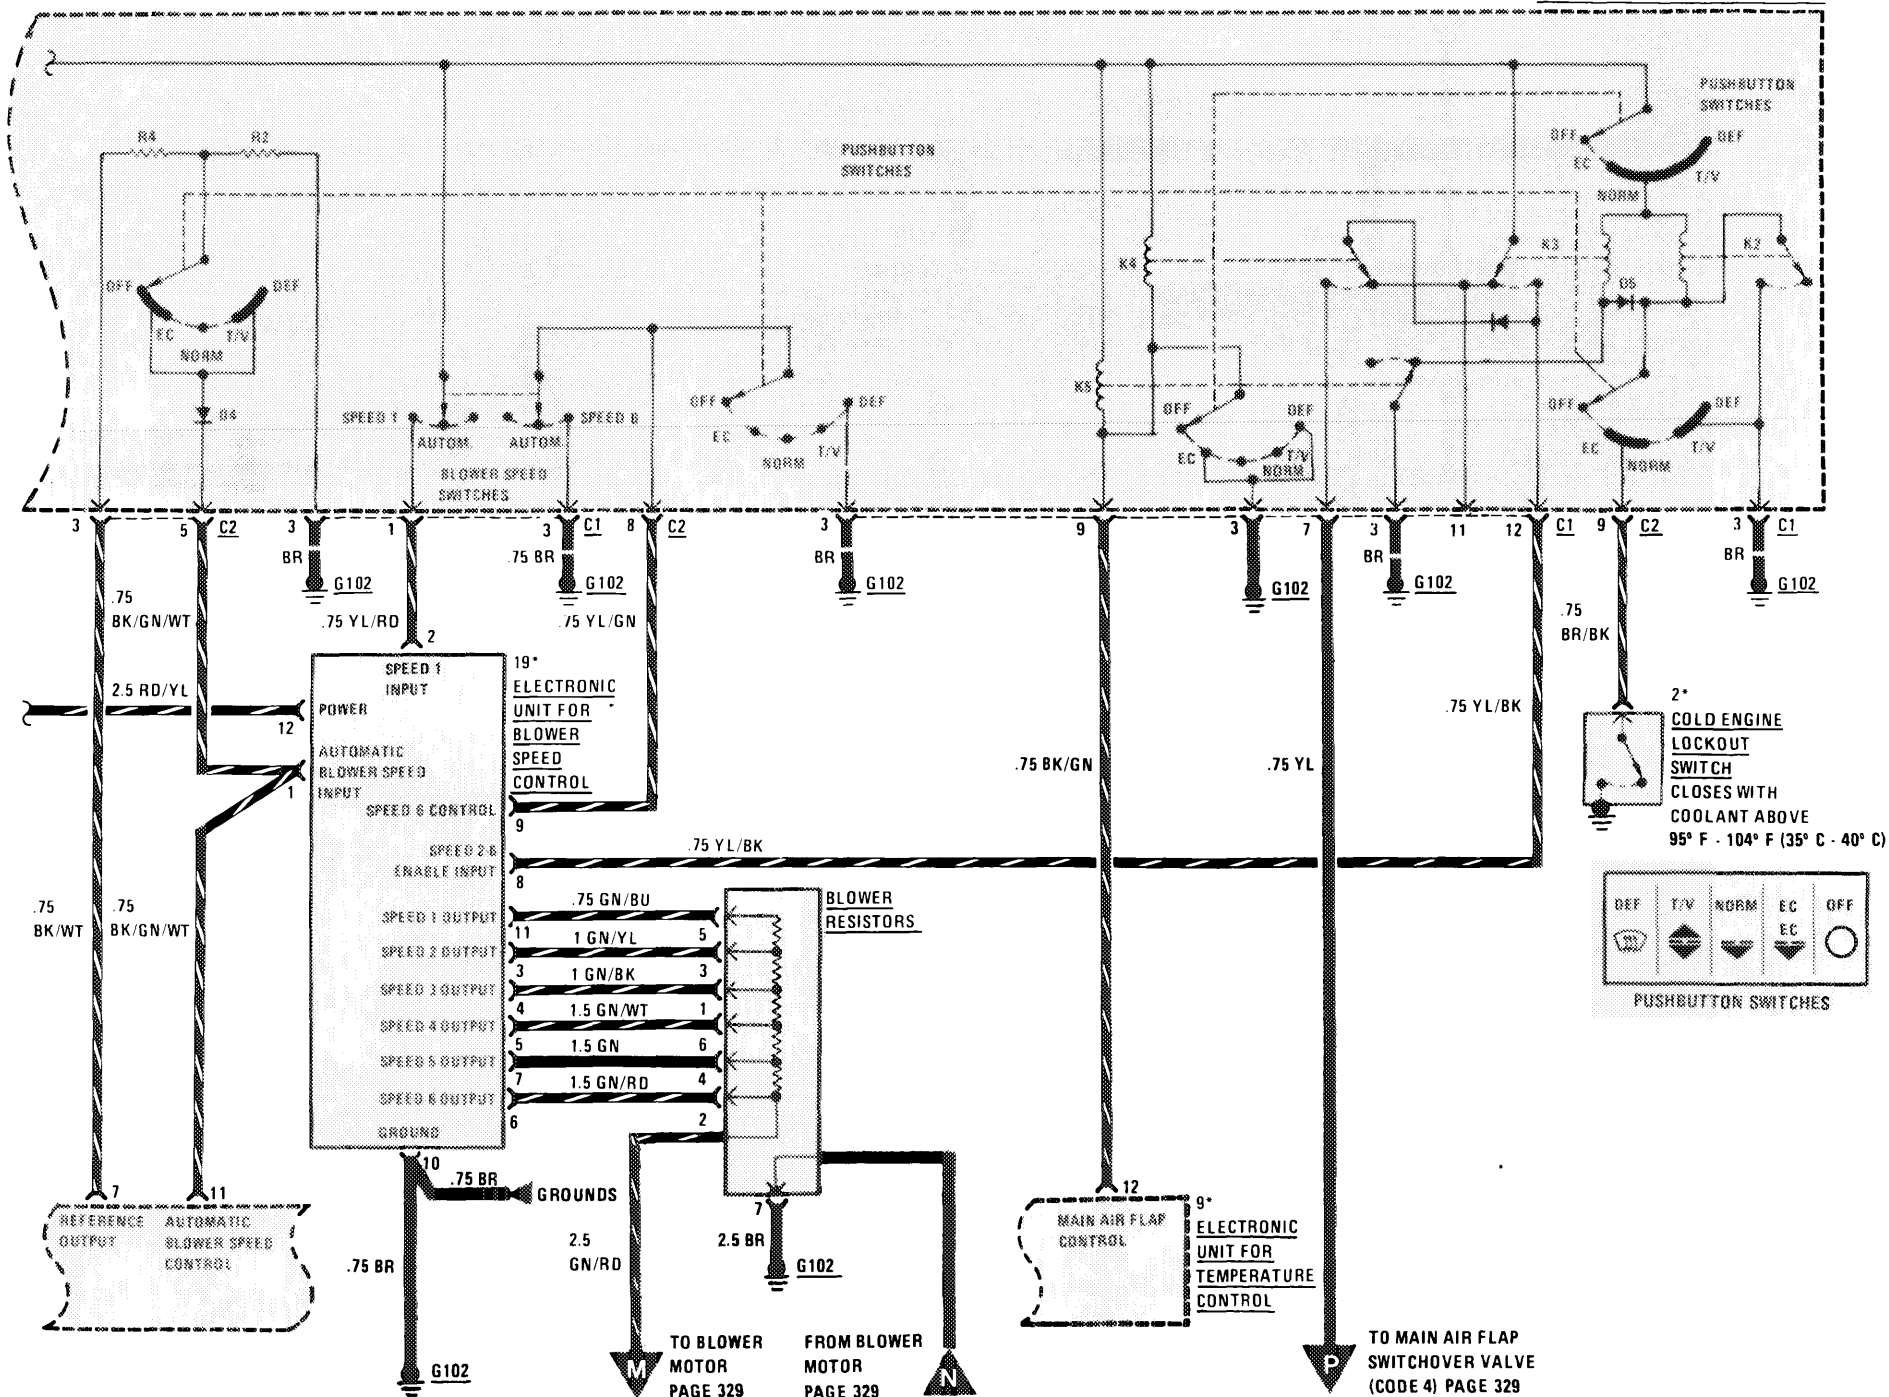 PUSHBUTTON
SWITCHES
OFF
DEF
EC
T/V
NORM
R4
R2
PUSHBUTTON
SWITCHES
K4
K3
K2
D5
OFF
DEF
EC
T/V
NORM
D4
K5
SPEED 1
AUTOM.
AUTOM.
SPEED 6
BLOWER SPEED
SWITCHES
OFF
DEF
EC
T/V
NORM
OFF
DEF
EC
T/V
NORM
OFF
DEF
EC
T/V
NORM
3
5
C2
3
1
3
C1
8
C2
3
9
3
7
3
11
12
C1
9
C2
3
C1
BR
G102
.75 BR
G102
BR
G102
G102
BR
G102
BR
G102
.75
BK/GN/WT
.75 YL/RD
2
.75 YL/GN
.75
BR/BK
2.5 RD/YL
12
SPEED 1
INPUT
POWER
AUTOMATIC
BLOWER SPEED
INPUT
1
SPEED 6 CONTROL
9
SPEED 2-6
ENABLE INPUT
8
SPEED 1 OUTPUT
11
SPEED 2 OUTPUT
3
SPEED 3 OUTPUT
4
SPEED 4 OUTPUT
5
SPEED 5 OUTPUT
7
SPEED 6 OUTPUT
6
GROUND
10
19*
ELECTRONIC
UNIT FOR
BLOWER
SPEED
CONTROL
.75 BK/GN
.75 YL
.75 YL/BK
.75 YL/BK
2*
COLD ENGINE
LOCKOUT
SWITCH
CLOSES WITH
COOLANT ABOVE
95° F - 104° F (35° C - 40° C)
DEF
T/V
NORM
EC
EC
OFF
PUSHBUTTON SWITCHES
.75 GN/BU
5
1 GN/YL
3
1 GN/BK
1
1.5 GN/WT
6
1.5 GN
4
1.5 GN/RD
2
BLOWER
RESISTORS
.75
BK/WT
.75
BK/GN/WT
7
11
REFERENCE
OUTPUT
AUTOMATIC
BLOWER SPEED
CONTROL
.75 BR
GROUNDS
.75 BR
G102
2.5
GN/RD
7
2.5 BR
G102
M
TO BLOWER
MOTOR
PAGE 329
FROM BLOWER
MOTOR
PAGE 329
N
12
MAIN AIR FLAP
CONTROL
9*
ELECTRONIC
UNIT FOR
TEMPERATURE
CONTROL
P
TO MAIN AIR FLAP
SWITCHOVER VALVE
(CODE 4) PAGE 329